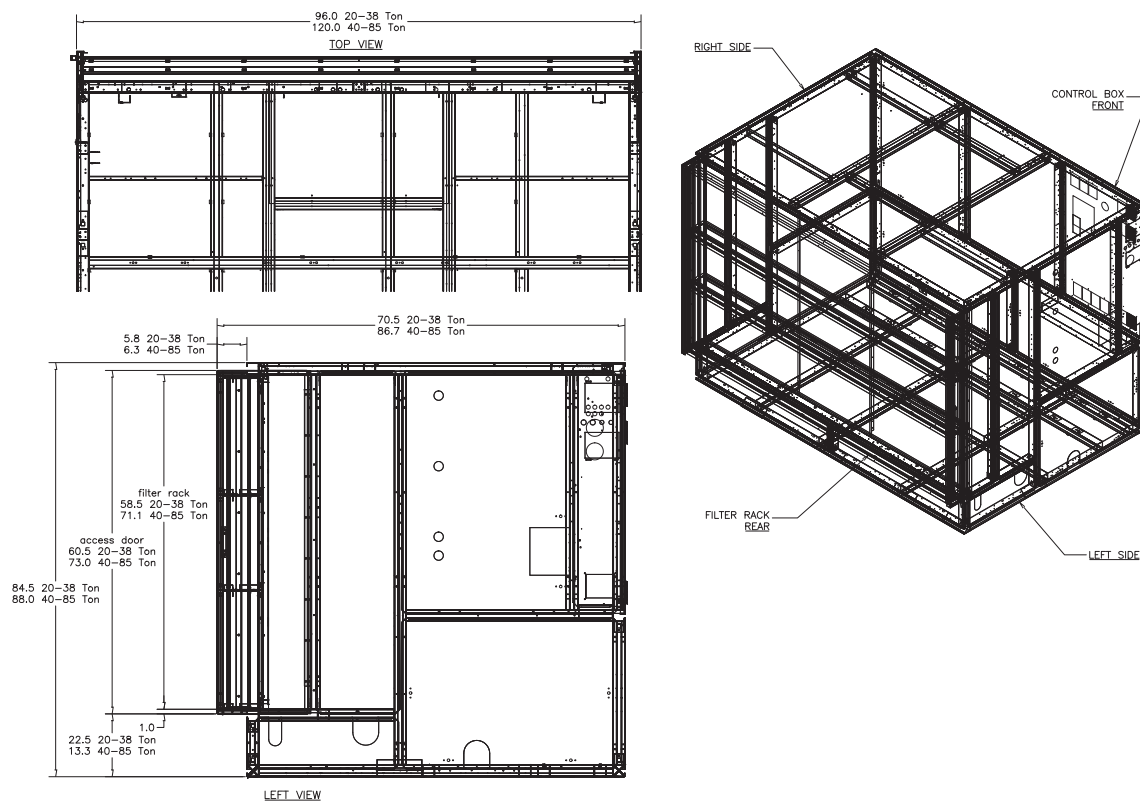 96.0 20-38 Ton
120.0 40-85 Ton
TOP VIEW
RIGHT SIDE
CONTROL BOX
FRONT
70.5 20-38 Ton
86.7 40-85 Ton
5.8 20-38 Ton
6.3 40-85 Ton
filter rack
58.5 20-38 Ton
71.1 40-85 Ton
access door
60.5 20-38 Ton
73.0 40-85 Ton
84.5 20-38 Ton
88.0 40-85 Ton
1.0
22.5 20-38 Ton
13.3 40-85 Ton
LEFT VIEW
FILTER RACK
REAR
LEFT SIDE